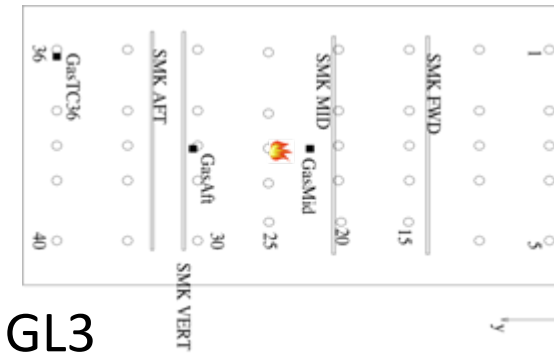 36
GasTC36
SMK AFT
SMK MID
SMK FWD
1
GasAft
GasMid
40
30
25
20
15
5
SMK VERT
y
GL3